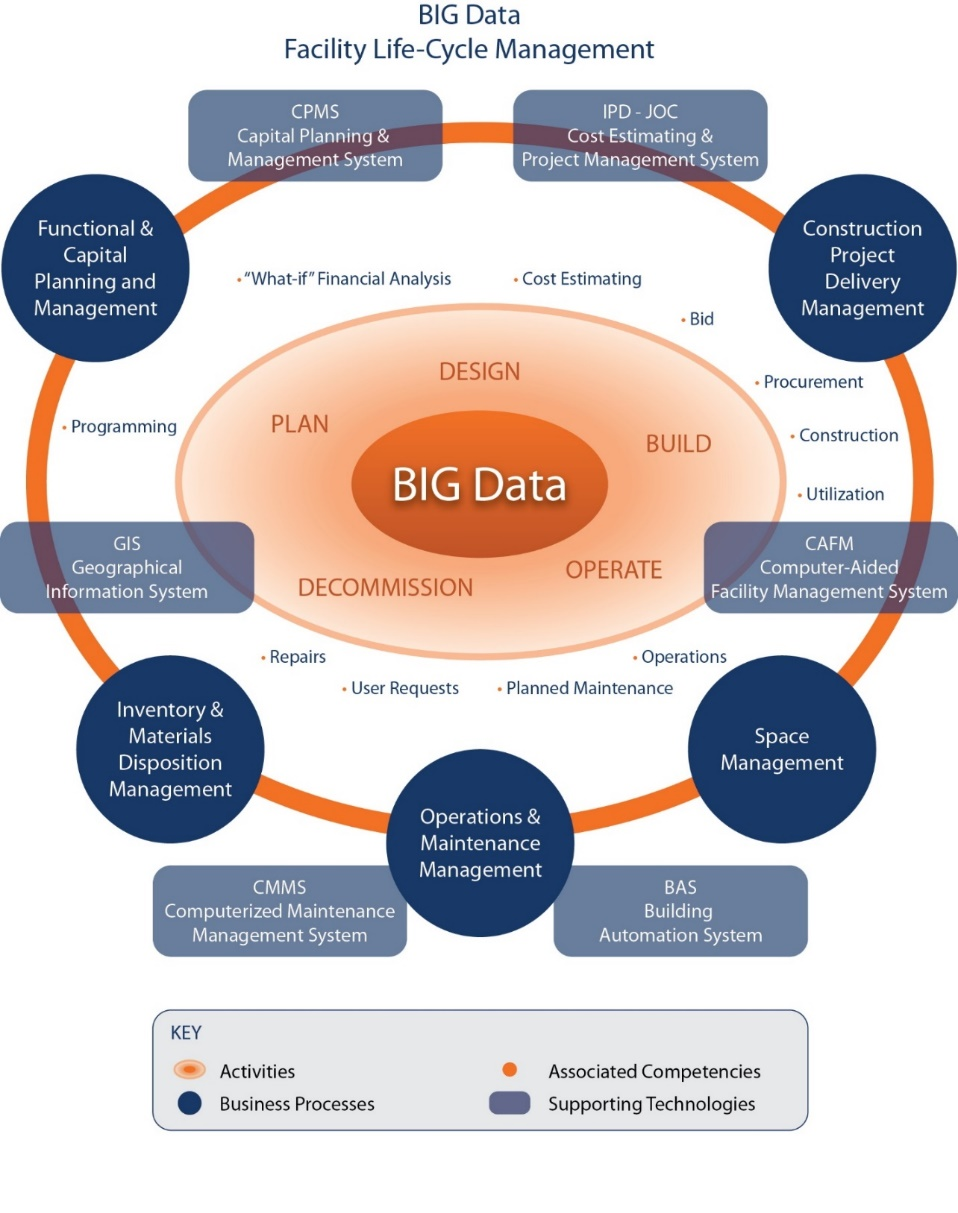 BIG Data
Facility Life-Cycle Management
CPMS
Capital Planning &
Management System
IPD - JOC
Cost Estimating &
Project Management System
Functional &
Capital
Planning and
Management
Construction
Project
Delivery
Management
• “What-if” Financial Analysis
• Cost Estimating
• Bid
• Procurement
• Programming
• Construction
• Utilization
DESIGN
PLAN
BUILD
BIG Data
DECOMMISSION
OPERATE
GIS
Geographical
Information System
CAFM
Computer-Aided
Facility Management System
• Repairs
• User Requests
• Planned Maintenance
• Operations
Inventory &
Materials
Disposition
Management
Space
Management
Operations &
Maintenance
Management
CMMS
Computerized Maintenance
Management System
BAS
Building
Automation System
KEY
Activities
Associated Competencies
Business Processes
Supporting Technologies